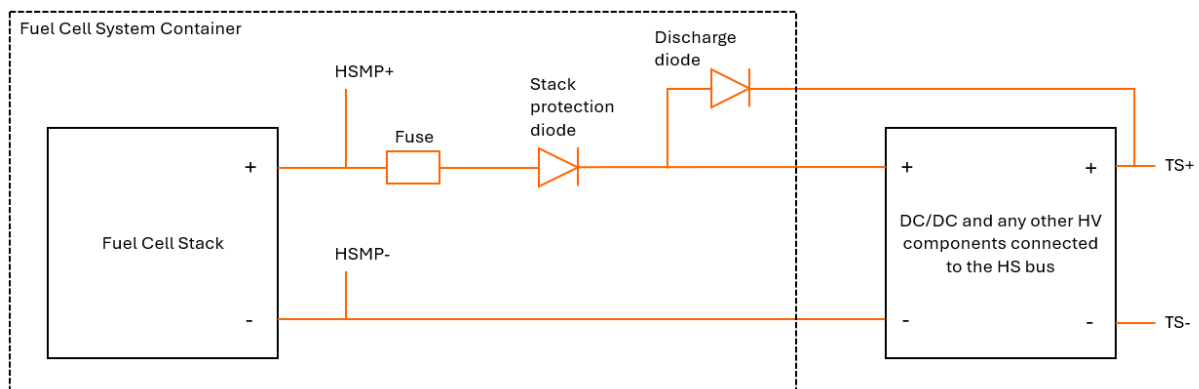 Fuel Cell System Container
Discharge
diode
HSMP+
Stack
protection
diode
Fuse
+
+
+
TS+
Fuel Cell Stack
DC/DC and any other HV
components connected
to the HS bus
HSMP-
-
-
-
TS-